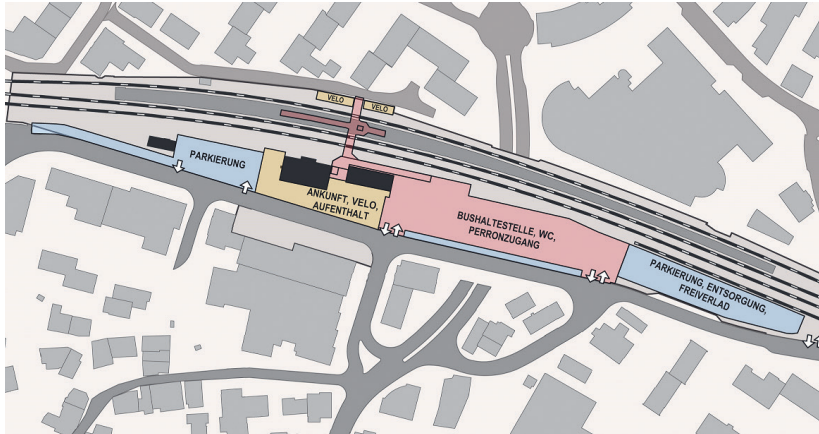 VELO
VELO
PARKIERUNG
ANKUNFT, VELO,
AUFENTHALT
BUSHALTESTELLE, WC,
PERRONZUGANG
PARKIERUNG, ENTSORGUNG,
FREIVERLAD